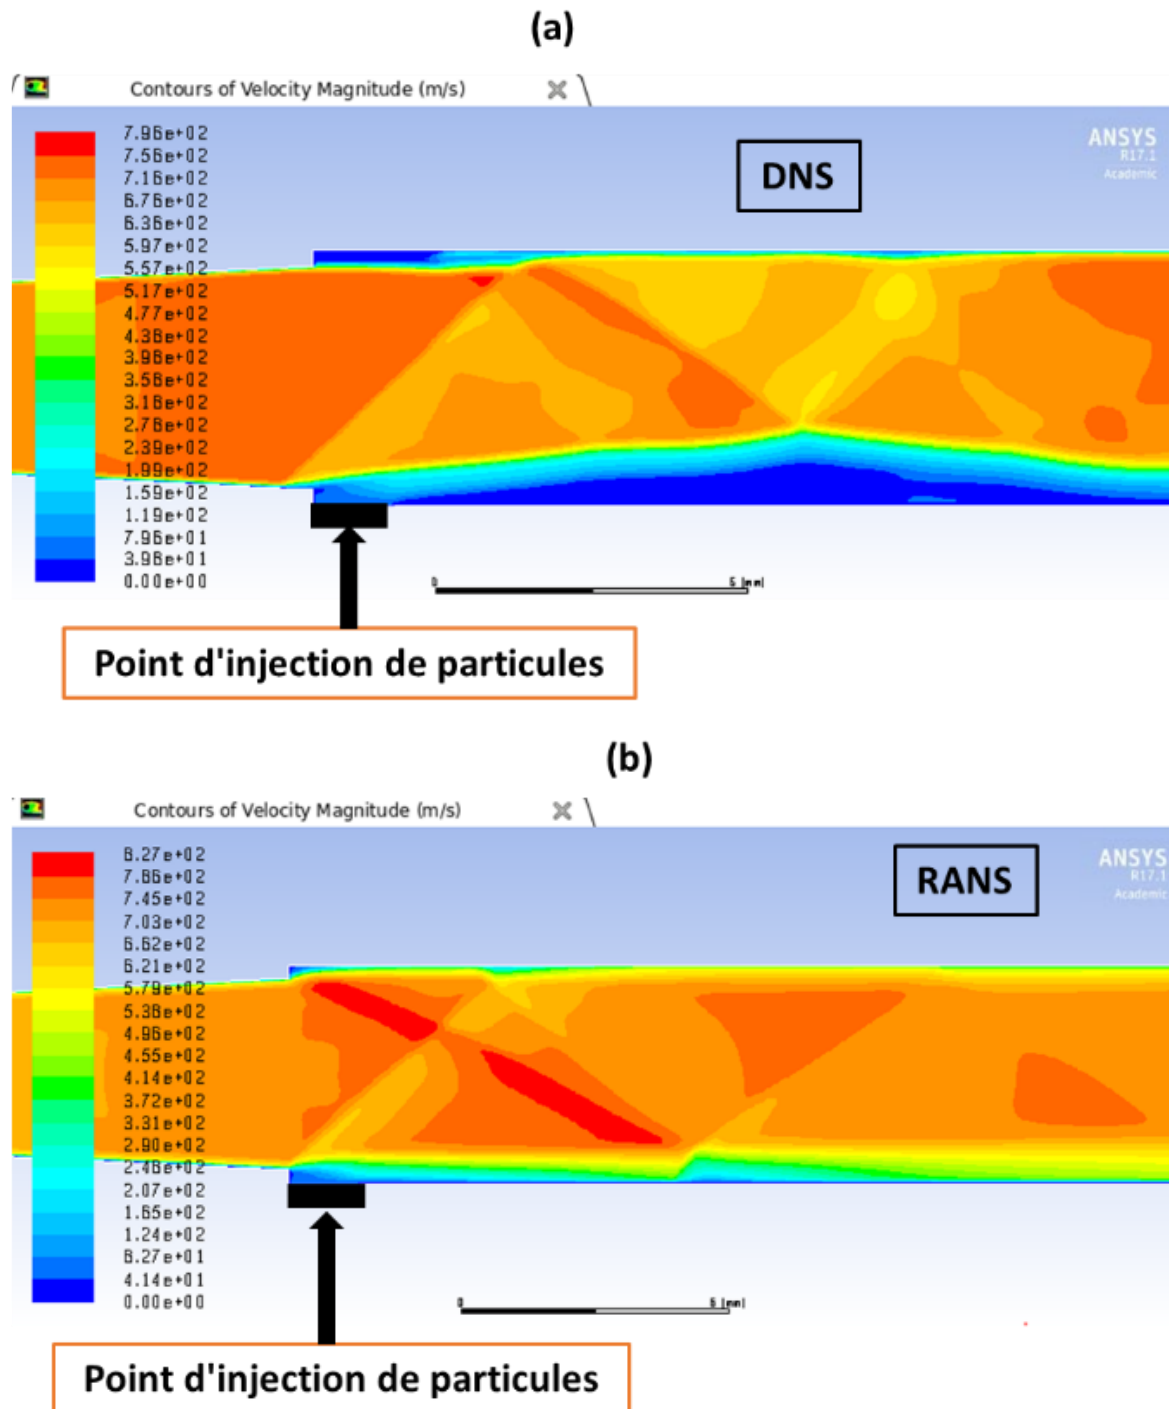 (a)
Contours of Velocity Magnitude (m/s)
7.96e+02
7.56e+02
7.16e+02
6.76e+02
6.36e+02
5.97e+02
5.57e+02
5.17e+02
4.77e+02
4.38e+02
3.98e+02
3.58e+02
3.18e+02
2.78e+02
2.39e+02
1.99e+02
1.59e+02
1.19e+02
7.96e+01
3.98e+01
0.00e+00
DNS
ANSYS
R17.1
Academic
0 5 (mm)
Point d'injection de particules
(b)
Contours of Velocity Magnitude (m/s)
8.27e+02
7.86e+02
7.45e+02
7.03e+02
6.62e+02
6.21e+02
5.79e+02
5.38e+02
4.96e+02
4.55e+02
4.14e+02
3.72e+02
3.31e+02
2.90e+02
2.48e+02
2.07e+02
1.65e+02
1.24e+02
8.27e+01
4.14e+01
0.00e+00
RANS
ANSYS
R17.1
Academic
0 5 (mm)
Point d'injection de particules